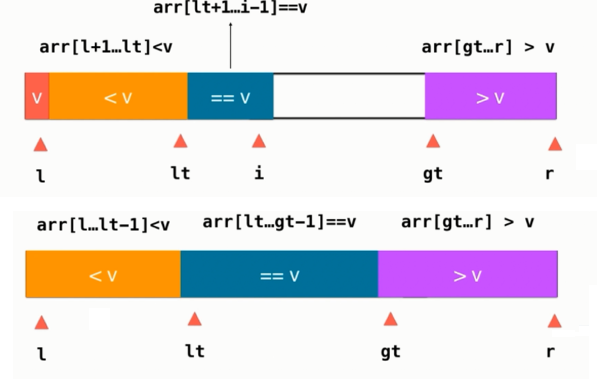 arr[lt+1…i-1]==v
arr[l+1…lt]<v
arr[gt…r] > v
v
< v
== v
> v
l
lt
i
gt
r
arr[l…lt-1]<v
arr[lt…gt-1]==v
arr[gt…r] > v
< v
== v
> v
l
lt
gt
r